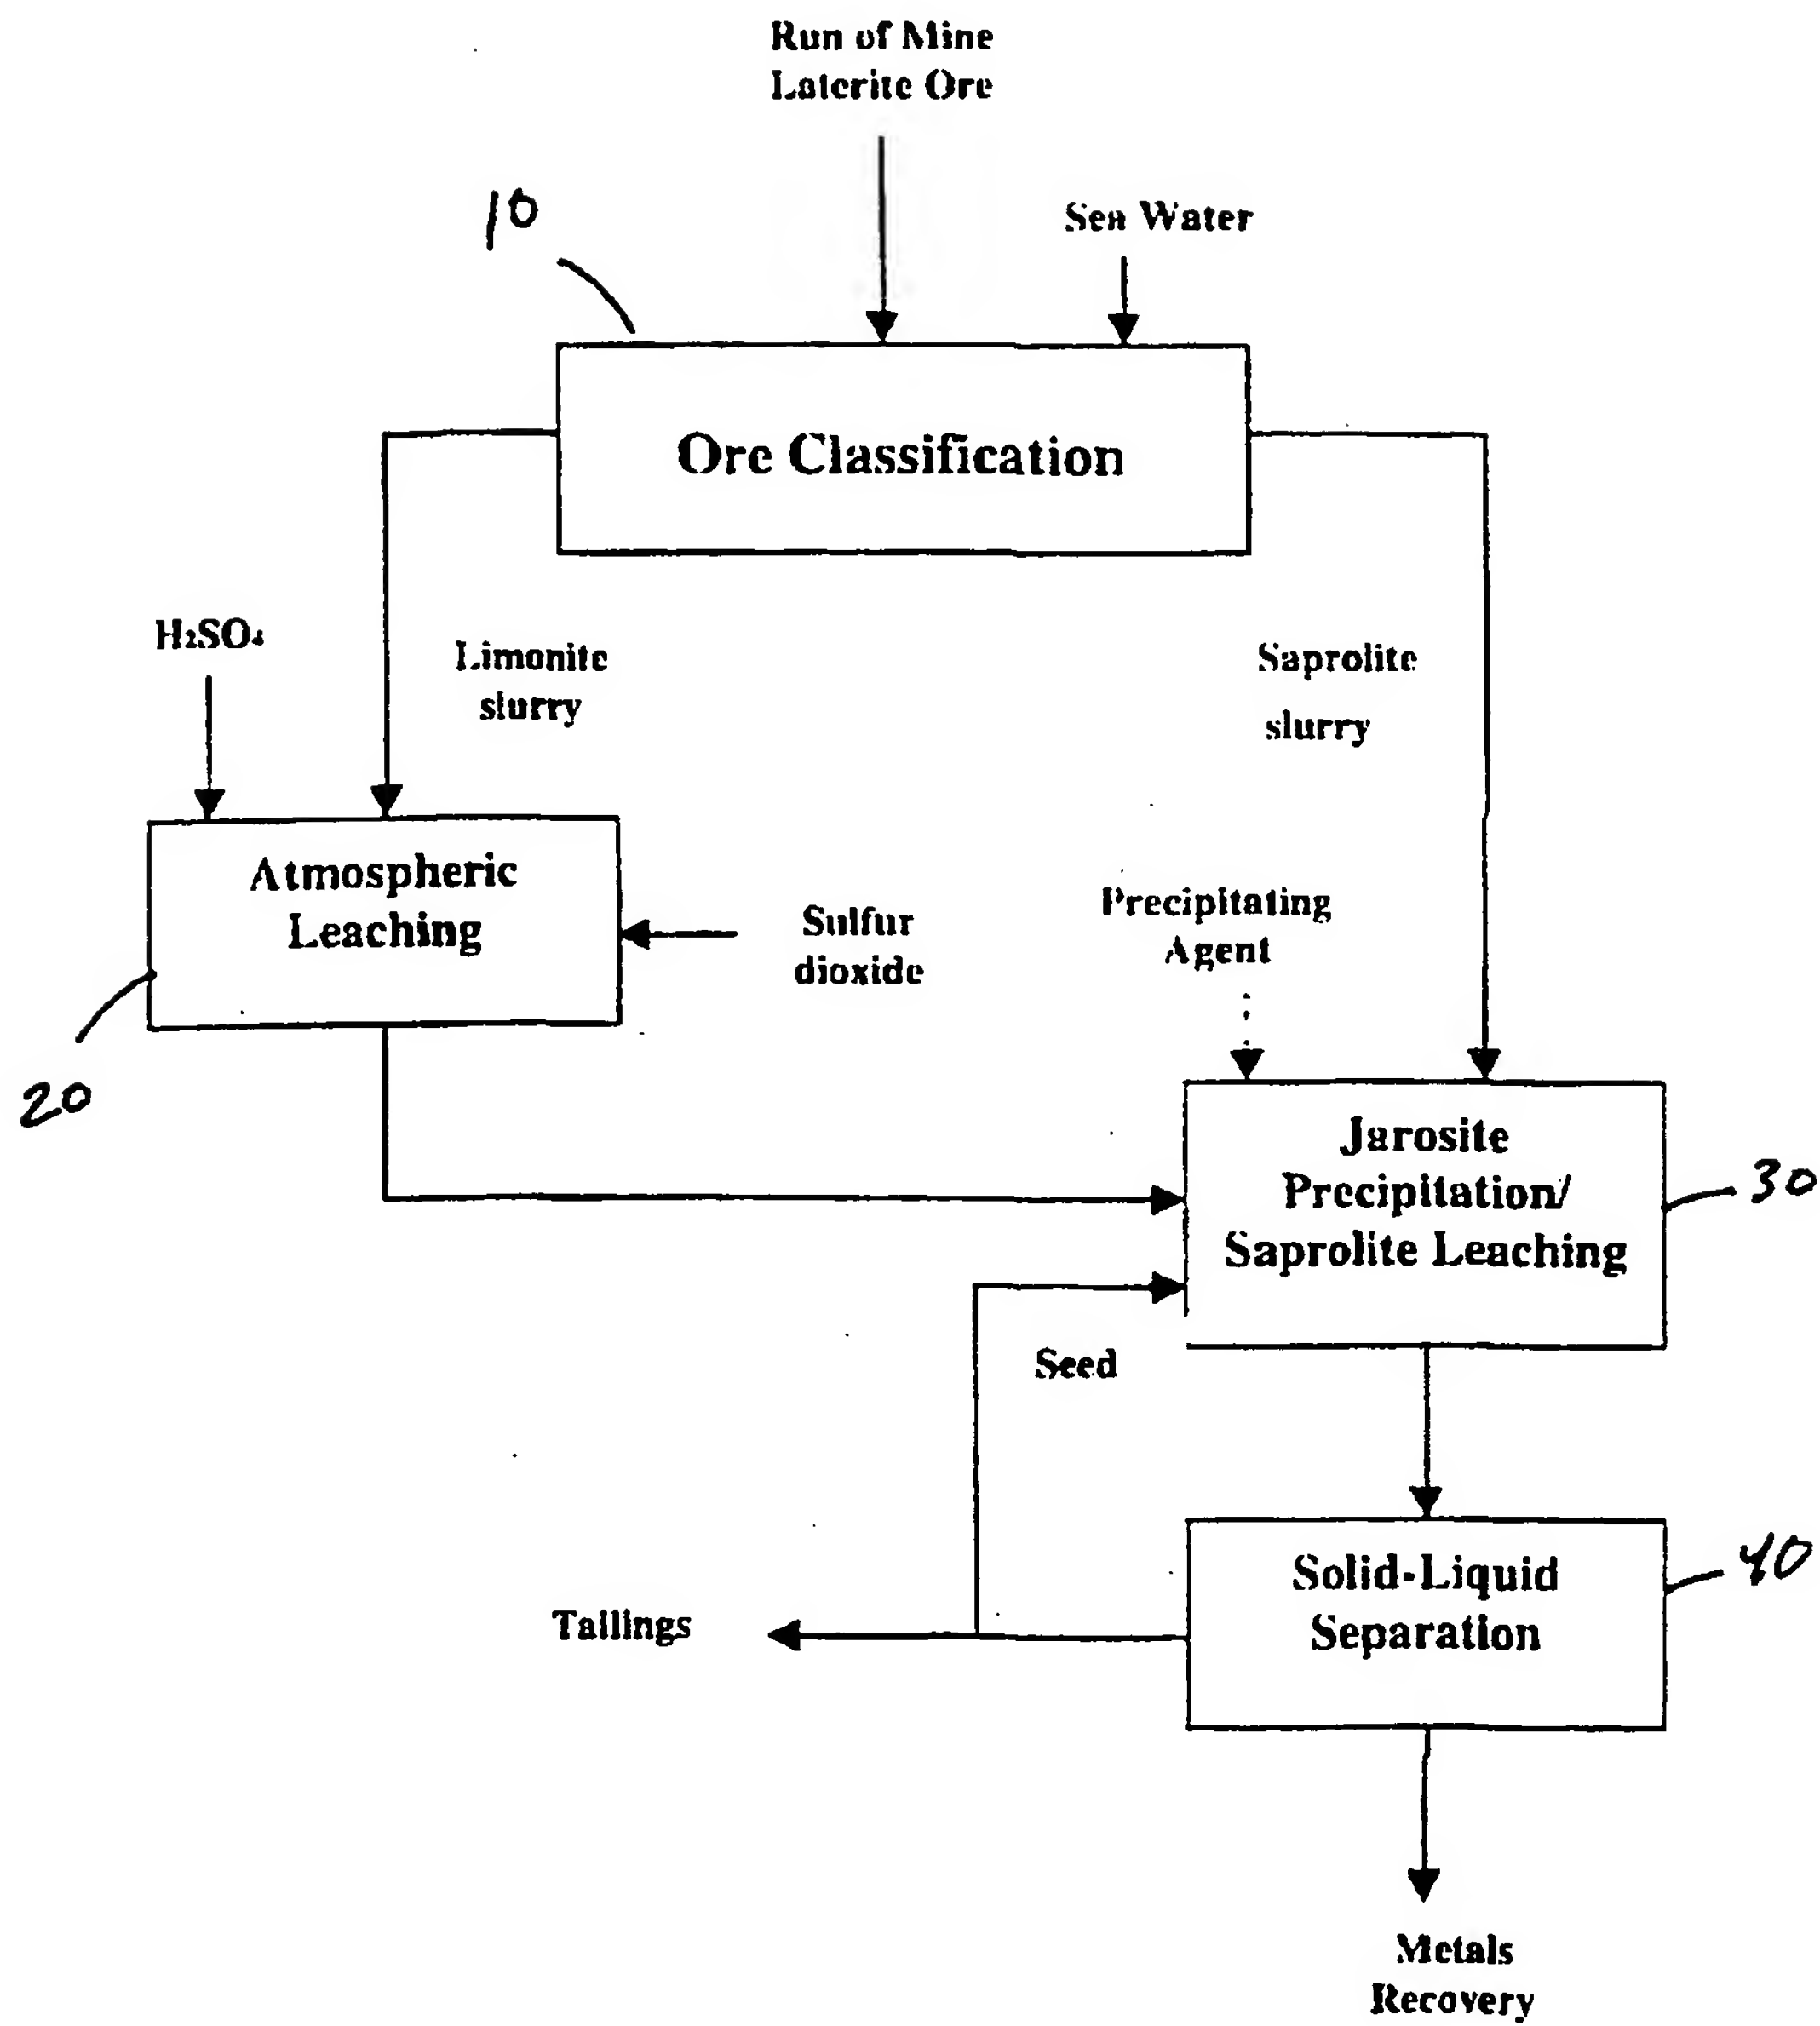 Run of Mine
Laterite Ore
10
Sea Water
Ore Classification
H₂SO₄
Limonite
slurry
Saprolite
slurry
Atmospheric
Leaching
Sulfur
dioxide
Precipitating
Agent
20
Jarosite
Precipitation/
Saprolite Leaching
30
Seed
Solid-Liquid
Separation
40
Tailings
Metals
Recovery